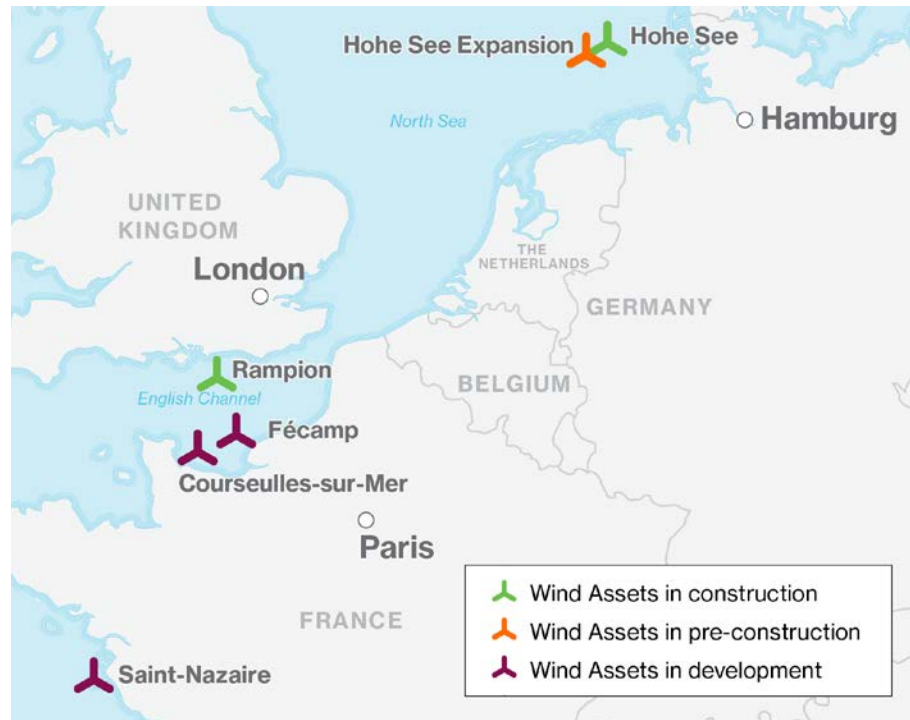 Hohe See Expansion
Hohe See
North Sea
Hamburg
UNITED
KINGDOM
THE
NETHERLANDS
London
GERMANY
Rampion
BELGIUM
English Channel
Fécamp
Courseulles-sur-Mer
Paris
FRANCE
Saint-Nazaire
Wind Assets in construction
Wind Assets in pre-construction
Wind Assets in development